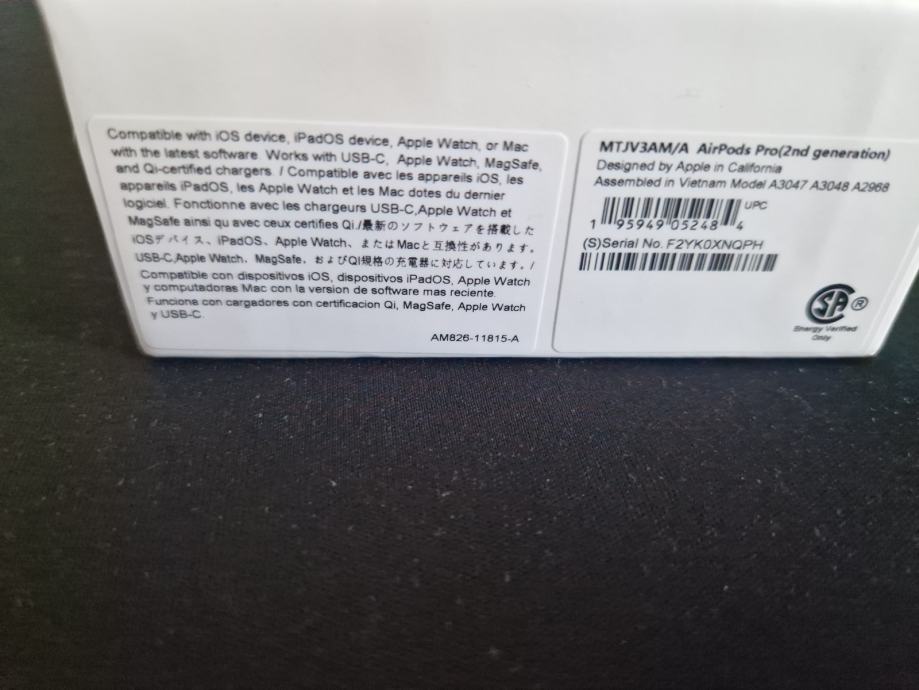 Compatible with iOS device, iPadOS device, Apple Watch, or Mac
with the latest software. Works with USB-C, Apple Watch, MagSafe,
and Qi-certified chargers. / Compatible avec les appareils iOS, les
appareils iPadOS, les Apple Watch et les Mac dotes du dernier
logiciel. Fonctionne avec les chargeurs USB-C,Apple Watch et
MagSafe ainsi qu avec ceux certifies Qi./最新のソフトウェアを搭載した
iOSデバイス、iPadOS、Apple Watch、またはMacと互換性があります。
USB-C,Apple Watch、MagSafe、およびQI規格の充電器に対応しています。/
Compatible con dispositivos iOS, dispositivos iPadOS, Apple Watch
y computadoras Mac con la version de software mas reciente.
Funciona con cargadores con certificacion Qi, MagSafe, Apple Watch
y USB-C.
AM826-11815-A
MTJV3AM/A AirPods Pro(2nd generation)
Designed by Apple in California
Assembled in Vietnam Model A3047 A3048 A2968
UPC
1 95949 05248 4
(S)Serial No. F2YK0XNQPH
SA ®
Energy Verified
Only